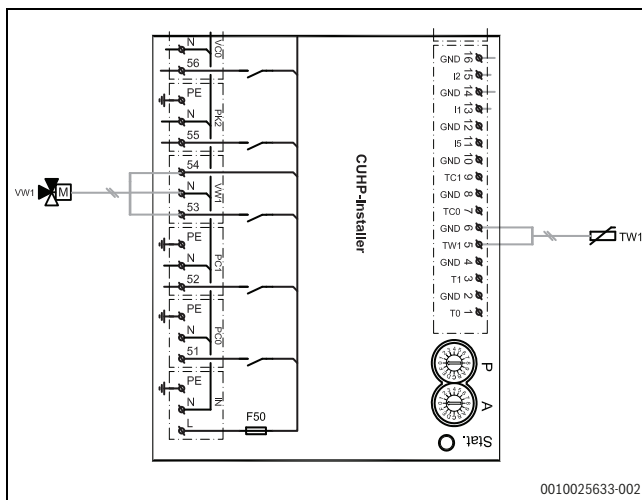 N
VC0
56
PE
N
PK2
55
54
VW1
M
N
VW1
53
PE
N
PC1
52
PE
N
PC0
51
PE
N
IN
L
F50
CUHP-Installer
GND 16
I2 15
GND 14
I1 13
GND 12
I5 11
GND 10
TC1 9
GND 8
TC0 7
GND 6
TW1 5
GND 4
T1 3
GND 2
T0 1
TW1
P
A
Stat.
0010025633-002